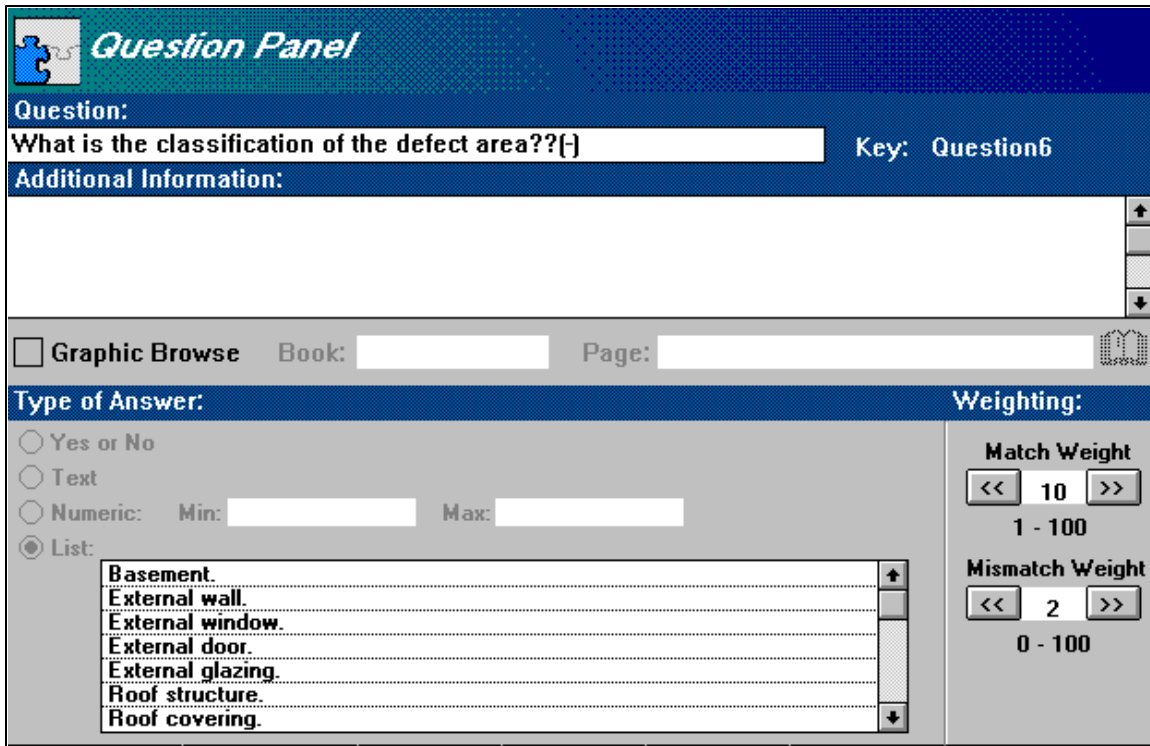 Question Panel
Question:
What is the classification of the defect area??(-)
Key: Question6
Additional Information:
Graphic Browse Book: Page:
Type of Answer:
Weighting:
Yes or No
Text
Numeric: Min: Max:
List:
Basement.
External wall.
External window.
External door.
External glazing.
Roof structure.
Roof covering.
Match Weight
<< 10 >>
1 - 100
Mismatch Weight
<< 2 >>
0 - 100